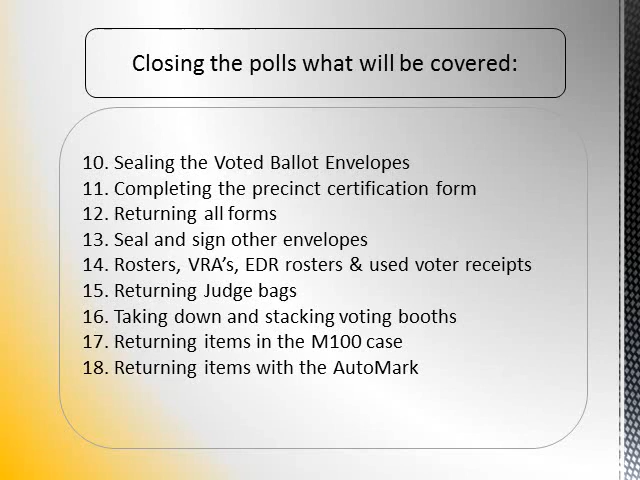 Closing the polls what will be covered:
10. Sealing the Voted Ballot Envelopes
11. Completing the precinct certification form
12. Returning all forms
13. Seal and sign other envelopes
14. Rosters, VRA's, EDR rosters & used voter receipts
15. Returning Judge bags
16. Taking down and stacking voting booths
17. Returning items in the M100 case
18. Returning items with the AutoMark